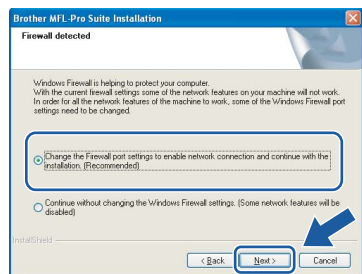 Brother MFL-Pro Suite Installation
Firewall detected
Windows Firewall is helping to protect your computer.
With the current firewall settings some of the network features on your machine will not work.
In order for all the network features of the machine to work, some of the Windows Firewall port
settings need to be changed.
Change the Firewall port settings to enable network connection and continue with the
installation. (Recommended)
Continue without changing the Windows Firewall settings. (Some network features will be
disabled)
InstallShield
< Back
Next >
Cancel